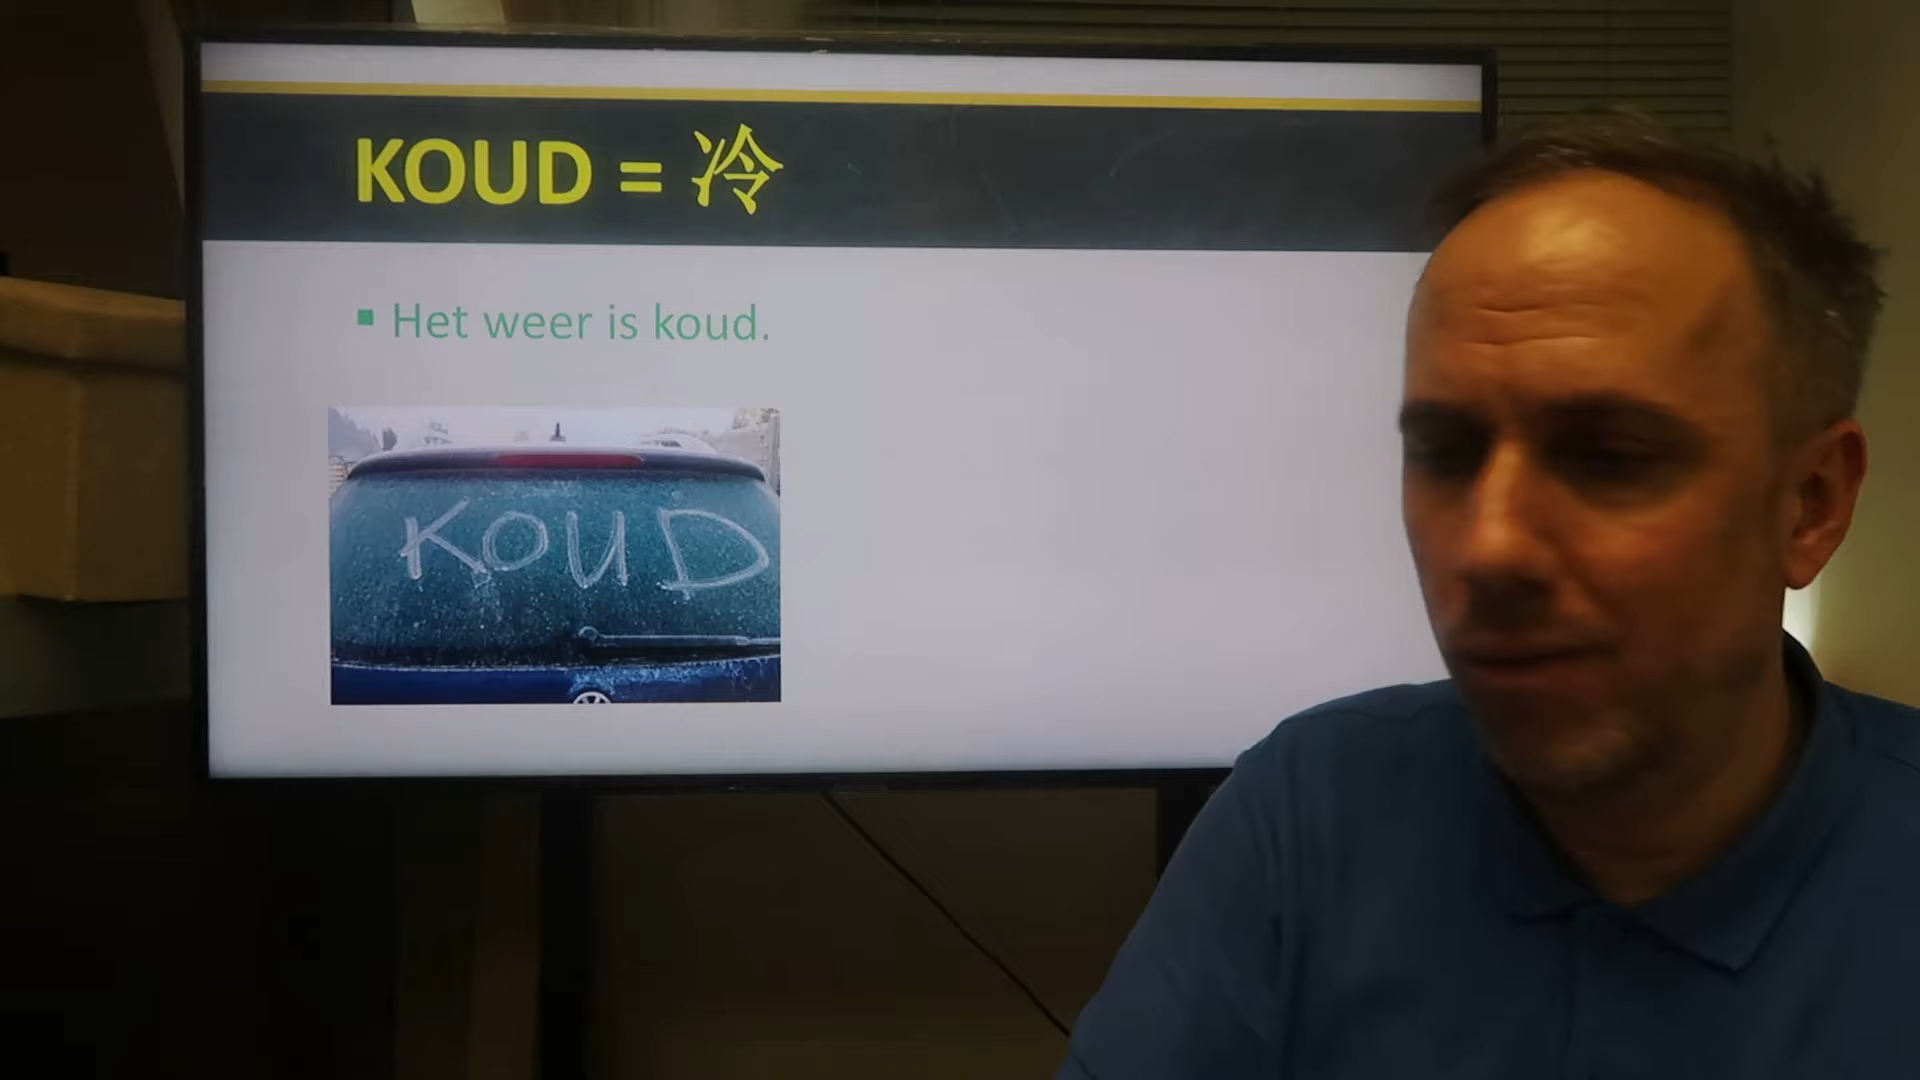 KOUD = 冷
Het weer is koud.
KOUD